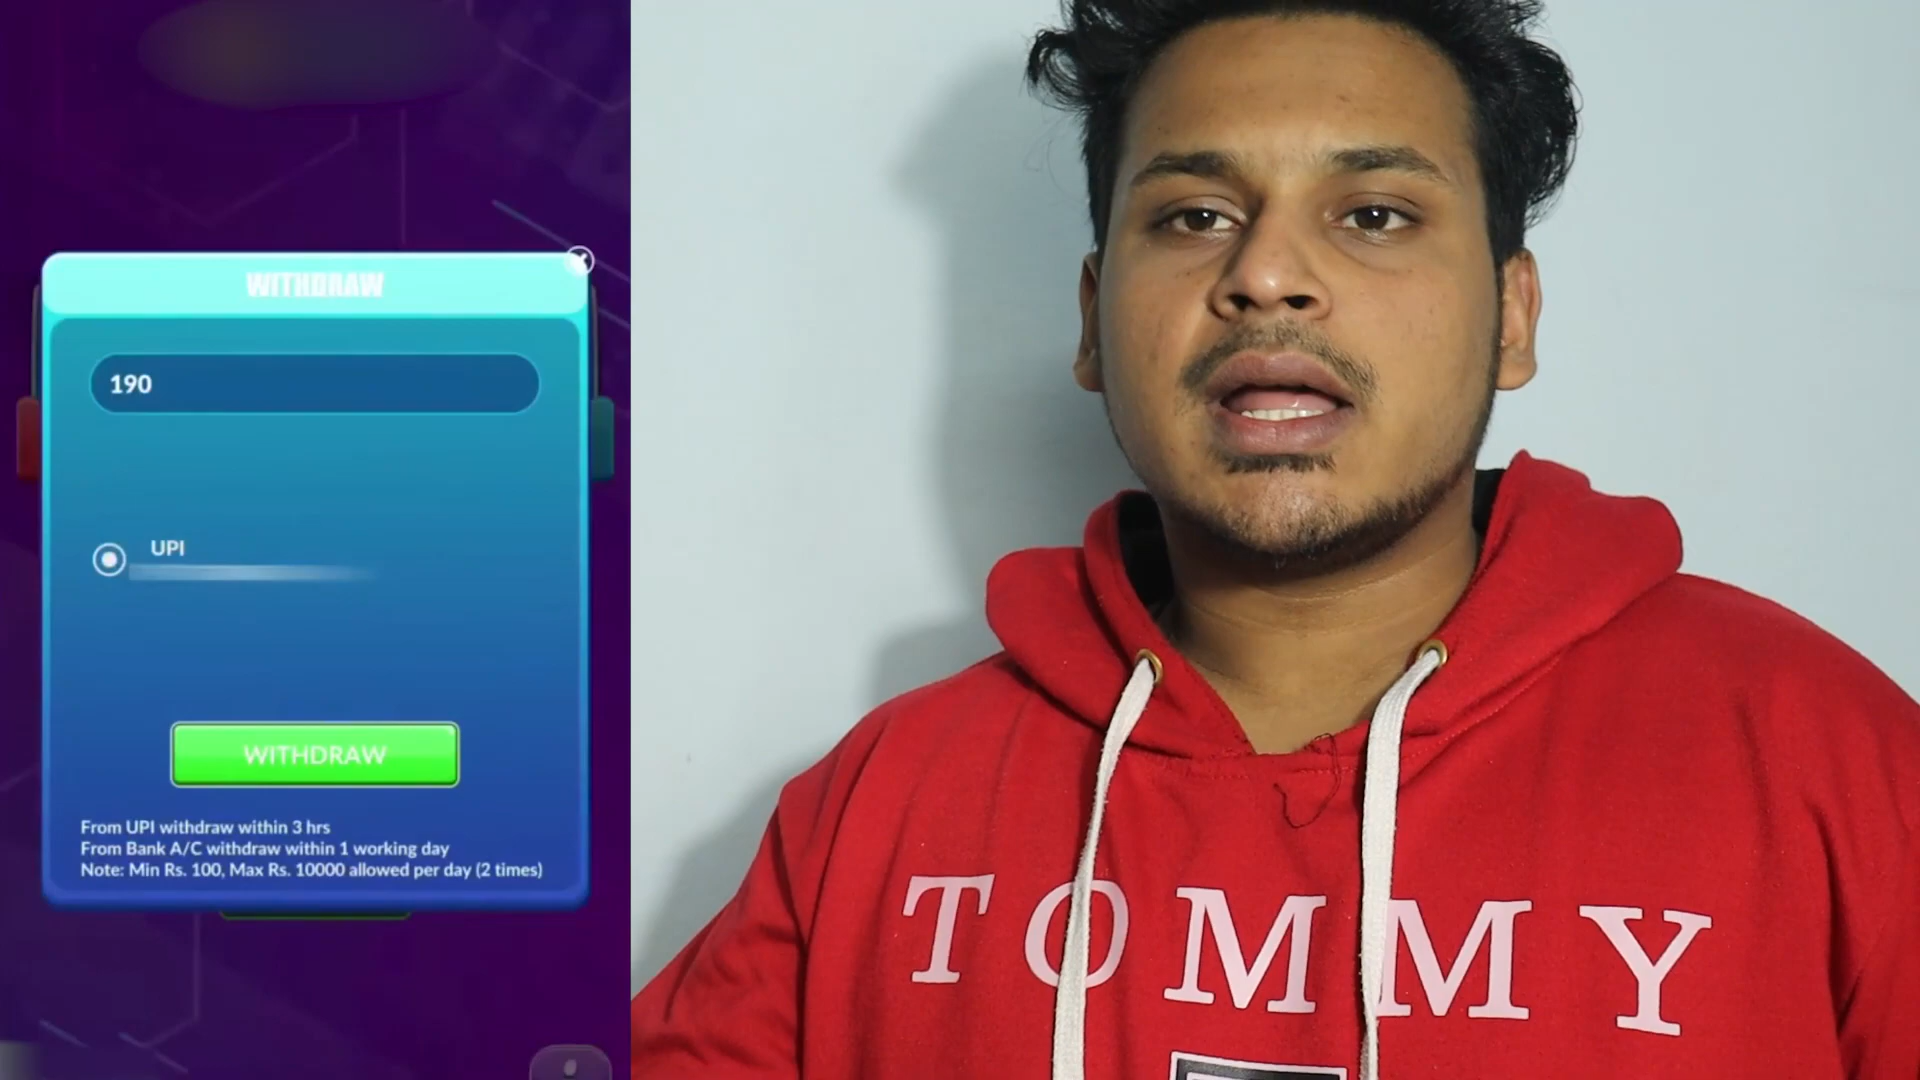 WITHDRAW
190
UPI
WITHDRAW
From UPI withdraw within 3 hrs
From Bank A/C withdraw within 1 working day
Note: Min Rs. 100, Max Rs. 10000 allowed per day (2 times)
TOMMY